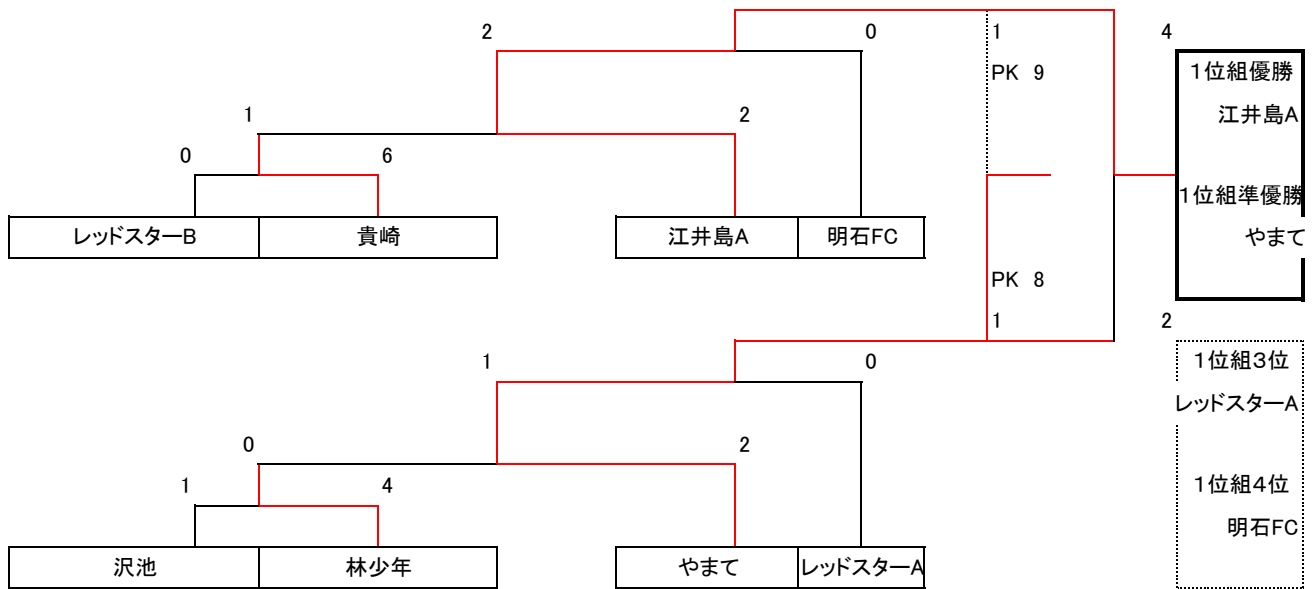 2
0
1
4
PK 9
1位組優勝
江井島A
1
2
0
6
1位組準優勝
やまて
レッドスターB
貴崎
江井島A
明石FC
PK 8
1
2
1
0
1位組3位
レッドスターA
0
2
1
4
1位組4位
明石FC
沢池
林少年
やまて
レッドスターA